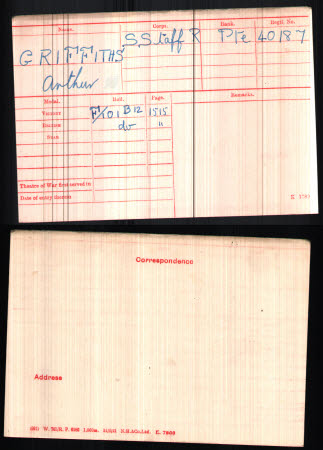 Name. Corps. Rank. Regtl. No.
GRIFFITHS S.Staff R Pte 40187
Arthur
Medal. Roll. Page. Remarks.
Victory F/101 B12 1515
British do "
Star
Theatre of War first served in
Date of entry therein
Correspondence
Address